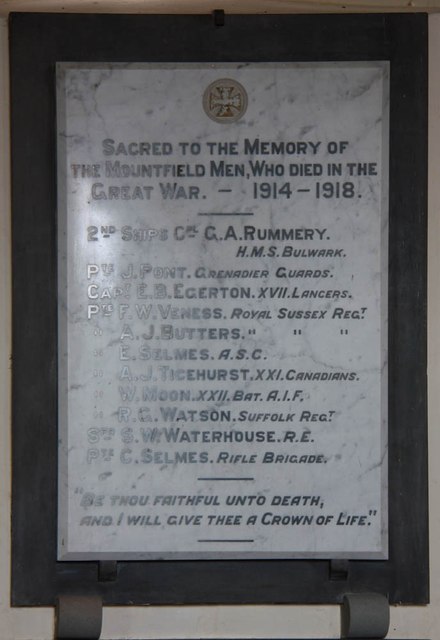 SACRED TO THE MEMORY OF
THE MOUNTFIELD MEN, WHO DIED IN THE
GREAT WAR. – 1914–1918.
2ND SHIPS CK G.A. RUMMERY.
H.M.S. BULWARK.
PTE J. PONT. GRENADIER GUARDS.
CAPT E.B. EGERTON. XVII. LANCERS.
PTE F.W. VENESS. ROYAL SUSSEX REGT
" A.J. BUTTERS. " " "
" E. SELMES. A.S.C.
" A.J. TICEHURST. XXI. CANADIANS.
" W. MOON. XXII. BAT. A.I.F.
" R.G. WATSON. SUFFOLK REGT
S.W. WATERHOUSE. R.E.
PTE C. SELMES. RIFLE BRIGADE.
"BE THOU FAITHFUL UNTO DEATH,
AND I WILL GIVE THEE A CROWN OF LIFE."